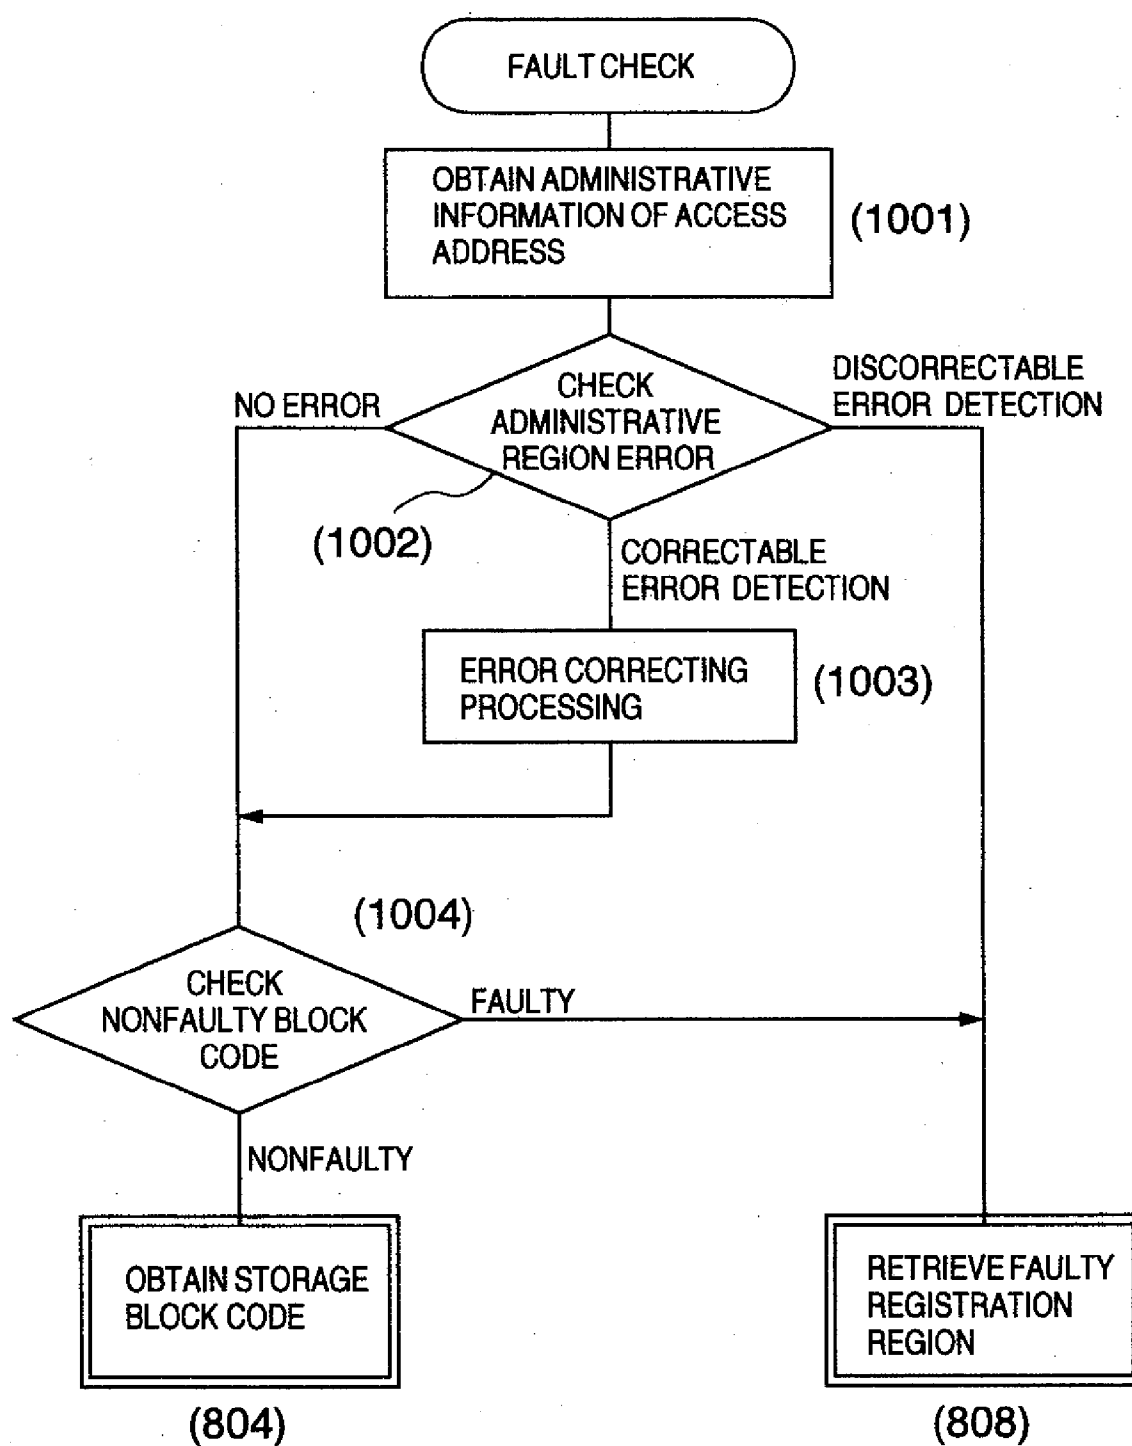 FAULT CHECK
OBTAIN ADMINISTRATIVE
INFORMATION OF ACCESS
ADDRESS
(1001)
CHECK
ADMINISTRATIVE
REGION ERROR
NO ERROR
DISCORRECTABLE
ERROR DETECTION
(1002)
CORRECTABLE
ERROR DETECTION
ERROR CORRECTING
PROCESSING
(1003)
(1004)
CHECK
NONFAULTY BLOCK
CODE
FAULTY
NONFAULTY
OBTAIN STORAGE
BLOCK CODE
(804)
RETRIEVE FAULTY
REGISTRATION
REGION
(808)